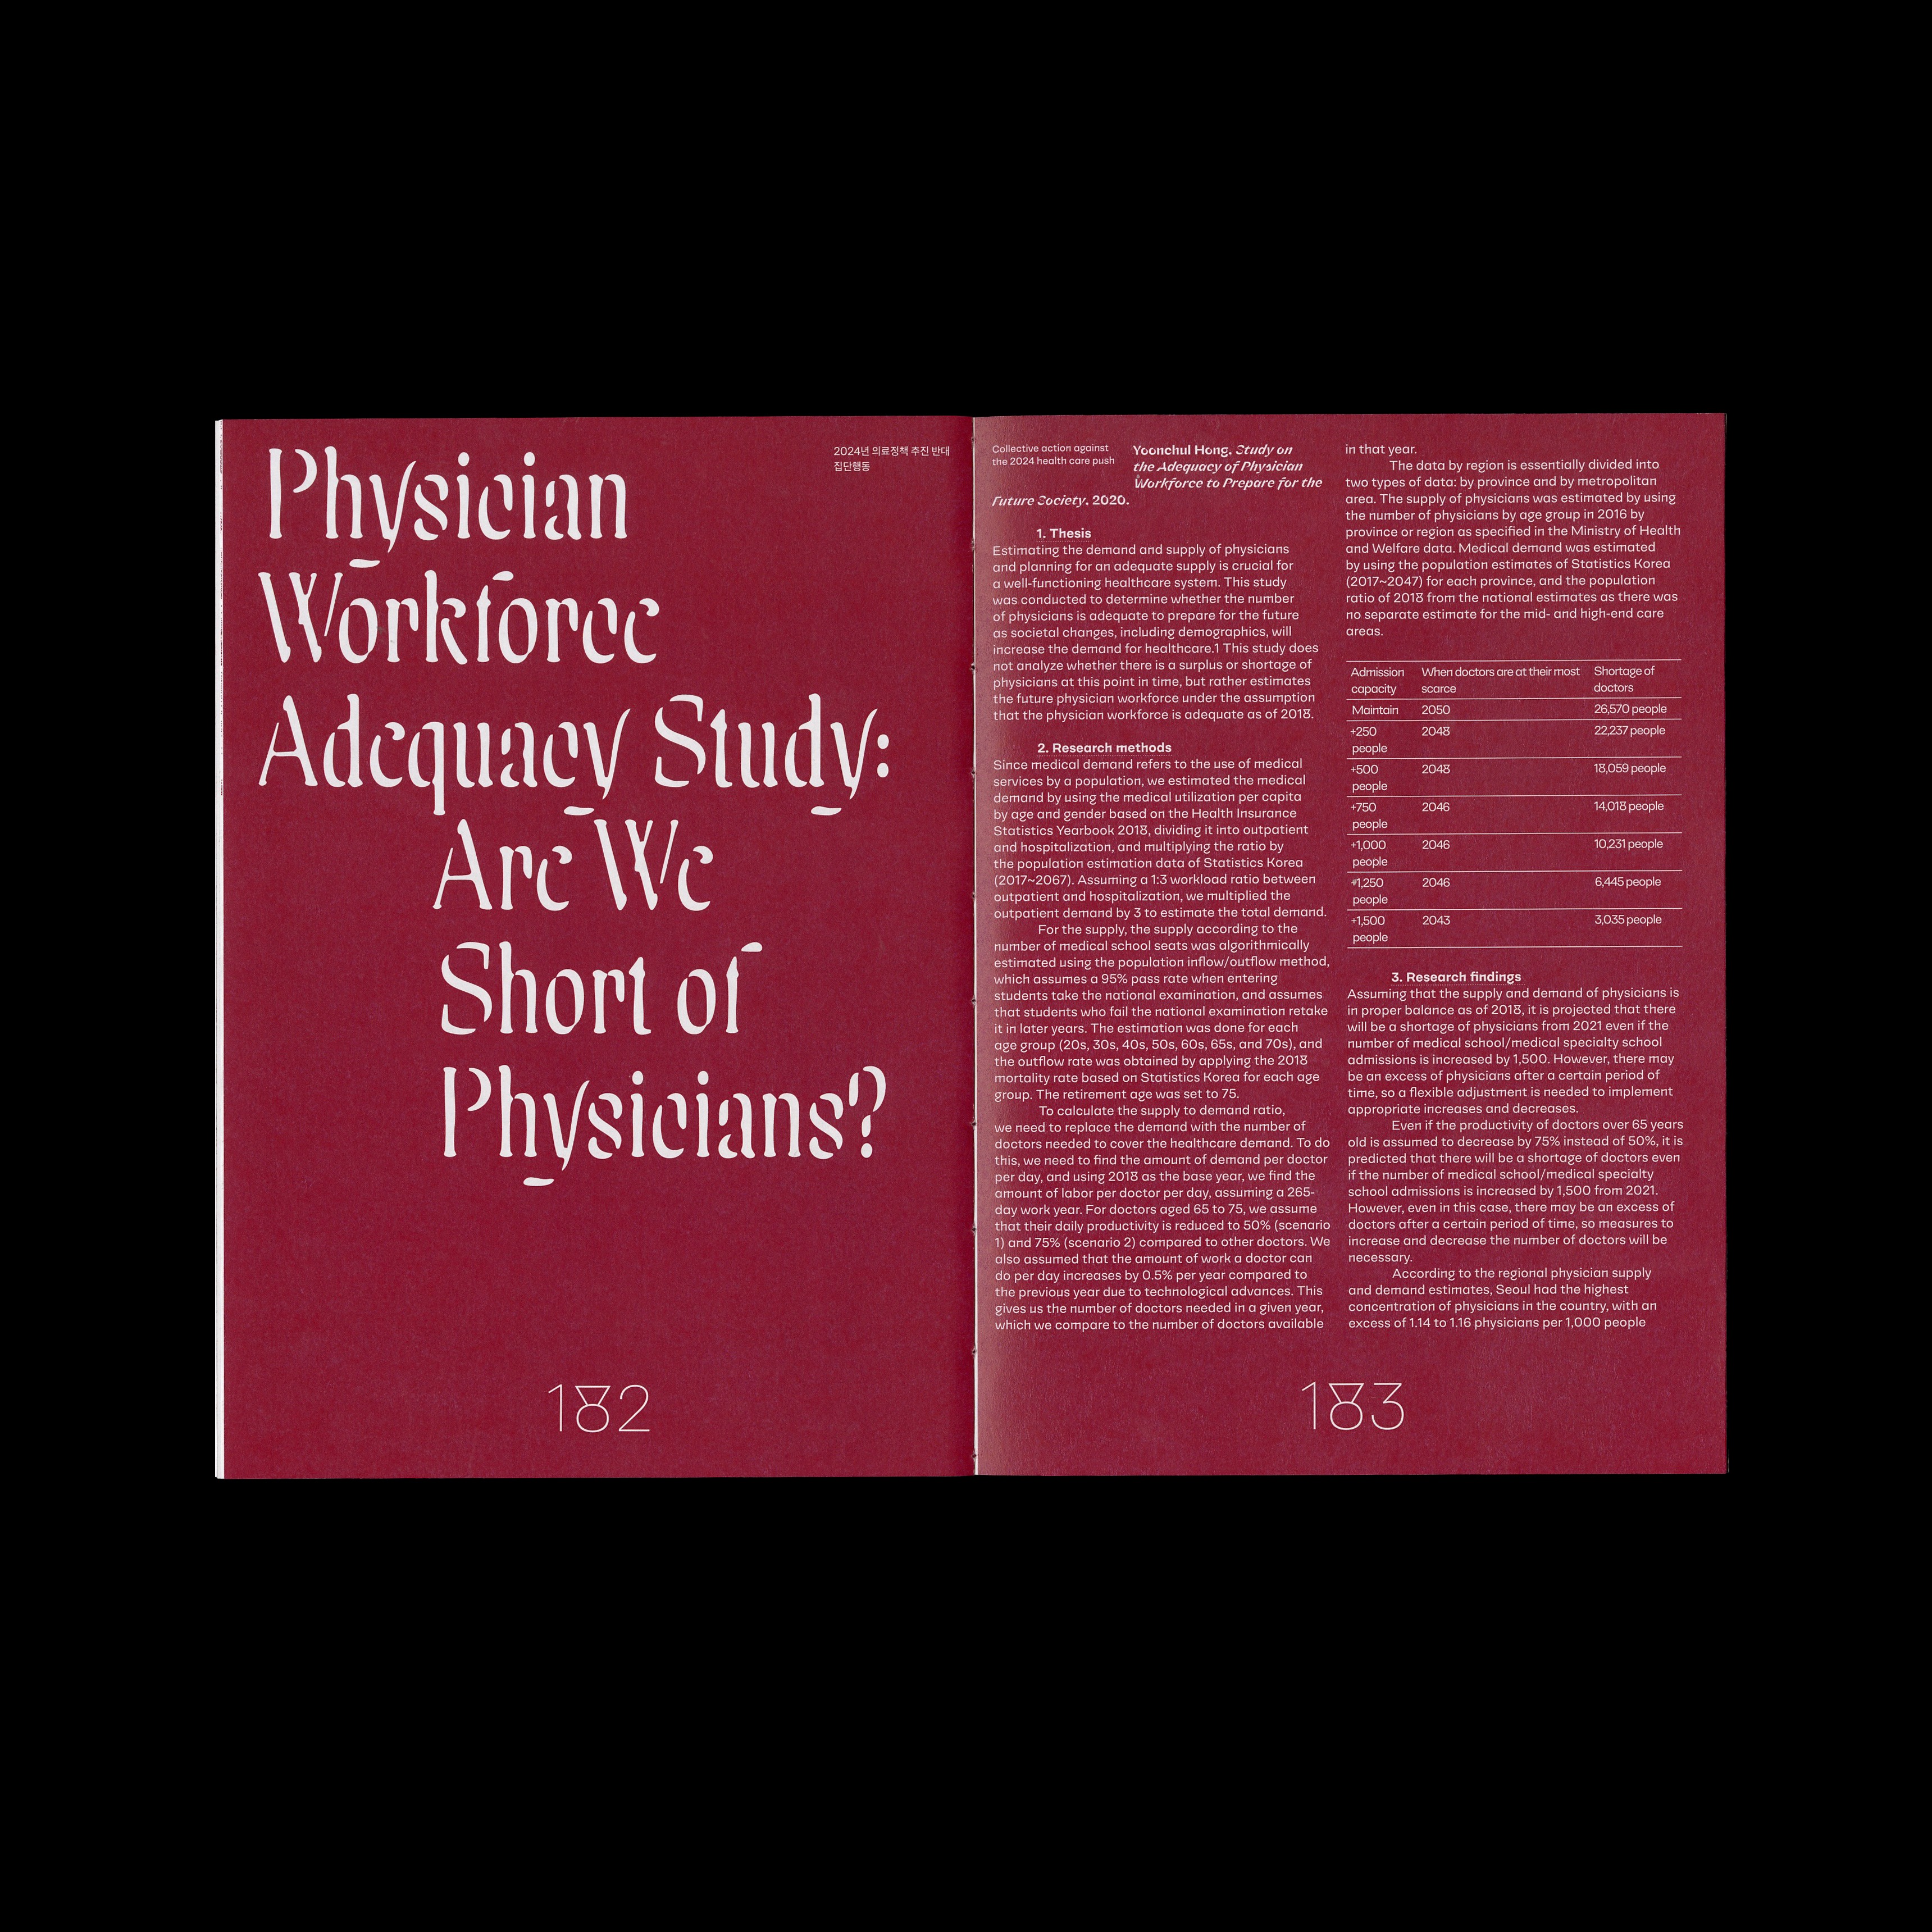 Physician
Workforce
Adequacy Study:
Are We
Short of
Physicians?
2024년 의료정책 추진 반대
집단행동
182
Collective action against
the 2024 health care push
Yoonchul Hong. Study on
the Adequacy of Physician
Workforce to Prepare for the
Future Society. 2020.
1. Thesis
Estimating the demand and supply of physicians
and planning for an adequate supply is crucial for
a well-functioning healthcare system. This study
was conducted to determine whether the number
of physicians is adequate to prepare for the future
as societal changes, including demographics, will
increase the demand for healthcare.1 This study does
not analyze whether there is a surplus or shortage of
physicians at this point in time, but rather estimates
the future physician workforce under the assumption
that the physician workforce is adequate as of 2018.
2. Research methods
Since medical demand refers to the use of medical
services by a population, we estimated the medical
demand by using the medical utilization per capita
by age and gender based on the Health Insurance
Statistics Yearbook 2018, dividing it into outpatient
and hospitalization, and multiplying the ratio by
the population estimation data of Statistics Korea
(2017~2067). Assuming a 1:3 workload ratio between
outpatient and hospitalization, we multiplied the
outpatient demand by 3 to estimate the total demand.
For the supply, the supply according to the
number of medical school seats was algorithmically
estimated using the population inflow/outflow method,
which assumes a 95% pass rate when entering
students take the national examination, and assumes
that students who fail the national examination retake
it in later years. The estimation was done for each
age group (20s, 30s, 40s, 50s, 60s, 65s, and 70s), and
the outflow rate was obtained by applying the 2018
mortality rate based on Statistics Korea for each age
group. The retirement age was set to 75.
To calculate the supply to demand ratio,
we need to replace the demand with the number of
doctors needed to cover the healthcare demand. To do
this, we need to find the amount of demand per doctor
per day, and using 2018 as the base year, we find the
amount of labor per doctor per day, assuming a 265-
day work year. For doctors aged 65 to 75, we assume
that their daily productivity is reduced to 50% (scenario
1) and 75% (scenario 2) compared to other doctors. We
also assumed that the amount of work a doctor can
do per day increases by 0.5% per year compared to
the previous year due to technological advances. This
gives us the number of doctors needed in a given year,
which we compare to the number of doctors available
in that year.
The data by region is essentially divided into
two types of data: by province and by metropolitan
area. The supply of physicians was estimated by using
the number of physicians by age group in 2016 by
province or region as specified in the Ministry of Health
and Welfare data. Medical demand was estimated
by using the population estimates of Statistics Korea
(2017~2047) for each province, and the population
ratio of 2018 from the national estimates as there was
no separate estimate for the mid- and high-end care
areas.
Admission capacity When doctors are at their most scarce Shortage of doctors
Maintain 2050 26,570 people
+250 people 2048 22,237 people
+500 people 2048 18,059 people
+750 people 2046 14,018 people
+1,000 people 2046 10,231 people
+1,250 people 2046 6,445 people
+1,500 people 2043 3,035 people
3. Research findings
Assuming that the supply and demand of physicians is
in proper balance as of 2018, it is projected that there
will be a shortage of physicians from 2021 even if the
number of medical school/medical specialty school
admissions is increased by 1,500. However, there may
be an excess of physicians after a certain period of
time, so a flexible adjustment is needed to implement
appropriate increases and decreases.
Even if the productivity of doctors over 65 years
old is assumed to decrease by 75% instead of 50%, it is
predicted that there will be a shortage of doctors even
if the number of medical school/medical specialty
school admissions is increased by 1,500 from 2021.
However, even in this case, there may be an excess of
doctors after a certain period of time, so measures to
increase and decrease the number of doctors will be
necessary.
According to the regional physician supply
and demand estimates, Seoul had the highest
concentration of physicians in the country, with an
excess of 1.14 to 1.16 physicians per 1,000 people
183